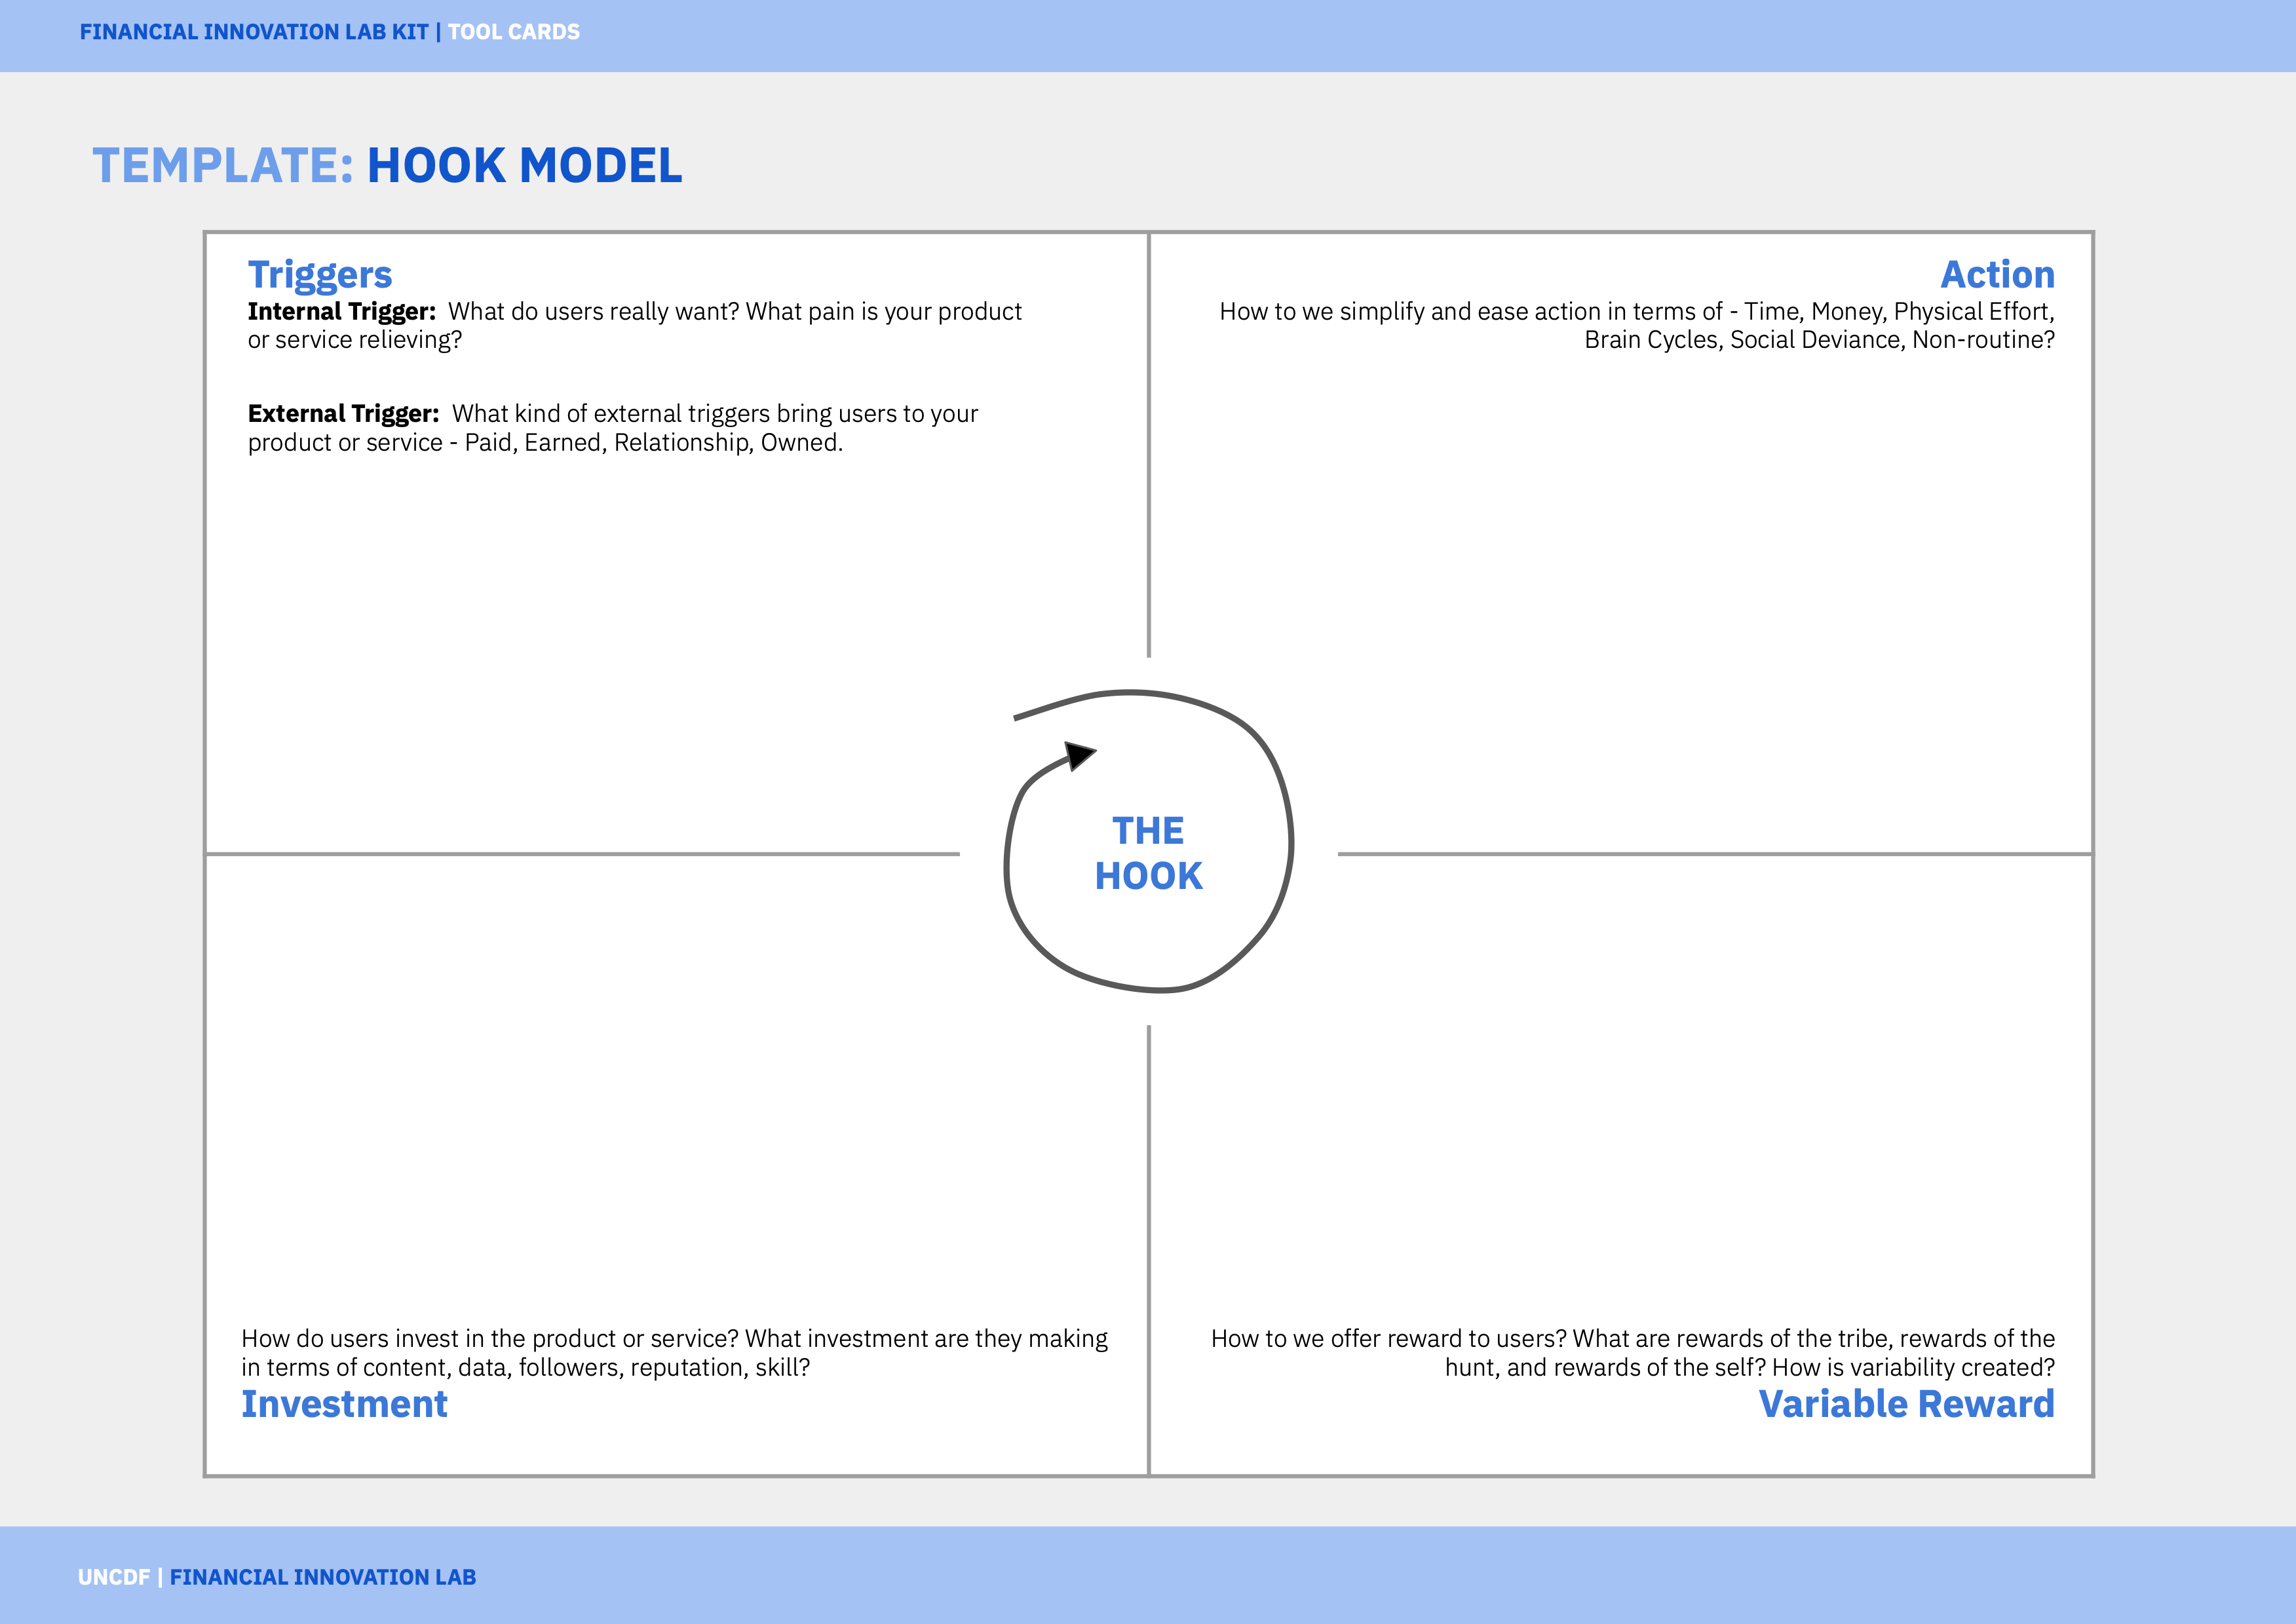 FINANCIAL INNOVATION LAB KIT | TOOL CARDS
TEMPLATE: HOOK MODEL
Triggers
Internal Trigger: What do users really want? What pain is your product
or service relieving?
External Trigger: What kind of external triggers bring users to your
product or service - Paid, Earned, Relationship, Owned.
Action
How to we simplify and ease action in terms of - Time, Money, Physical Effort,
Brain Cycles, Social Deviance, Non-routine?
THE
HOOK
How do users invest in the product or service? What investment are they making
in terms of content, data, followers, reputation, skill?
Investment
How to we offer reward to users? What are rewards of the tribe, rewards of the
hunt, and rewards of the self? How is variability created?
Variable Reward
UNCDF | FINANCIAL INNOVATION LAB